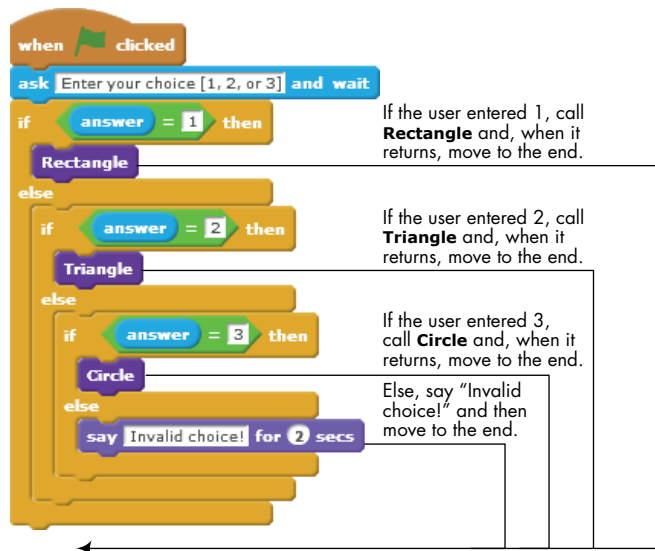 when clicked
ask Enter your choice [1, 2, or 3] and wait
if answer = 1 then
If the user entered 1, call
Rectangle and, when it
returns, move to the end.
Rectangle
else
if answer = 2 then
If the user entered 2, call
Triangle and, when it
returns, move to the end.
Triangle
else
if answer = 3 then
If the user entered 3,
call Circle and, when it
returns, move to the end.
Circle
else
say Invalid choice! for 2 secs
Else, say “Invalid
choice!” and then
move to the end.